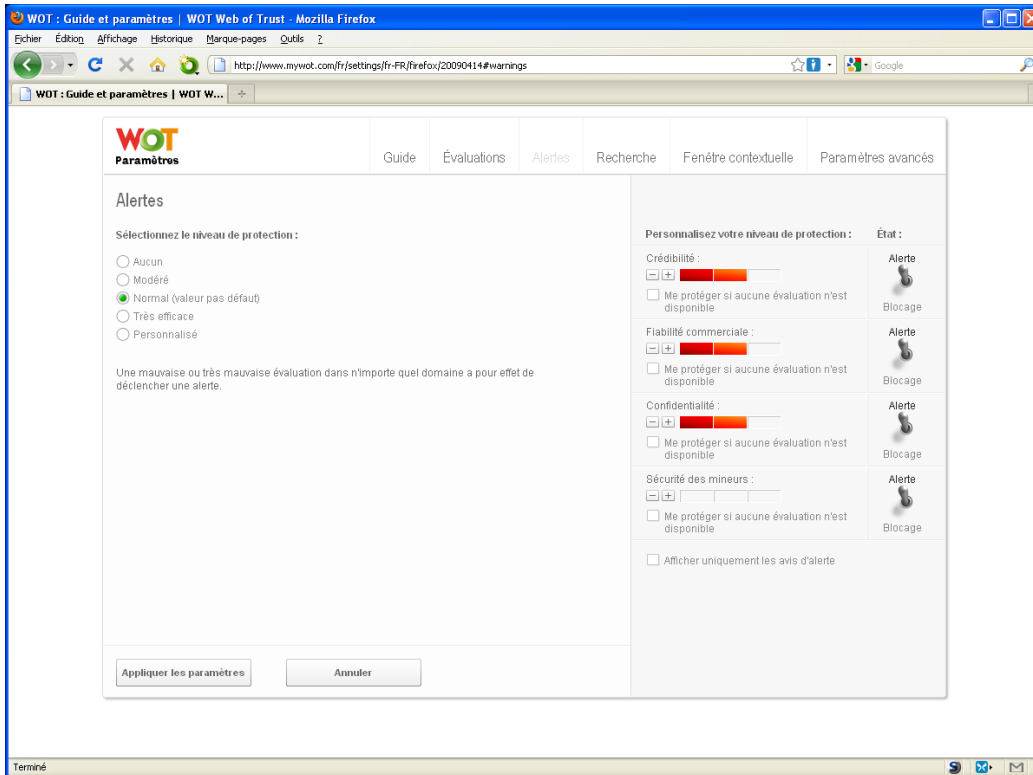 WOT : Guide et paramètres | WOT Web of Trust - Mozilla Firefox
Fichier Édition Affichage Historique Marque-pages Outils ?
http://www.mywot.com/fr/settings/fr-FR/firefox/20090414#warnings
Google
WOT : Guide et paramètres | WOT W...
WOT
Paramètres
Guide Évaluations Alertes Recherche Fenêtre contextuelle Paramètres avancés
Alertes
Sélectionnez le niveau de protection :
Aucun
Modéré
Normal (valeur pas défaut)
Très efficace
Personnalisé
Une mauvaise ou très mauvaise évaluation dans n'importe quel domaine a pour effet de
déclencher une alerte.
Personnalisez votre niveau de protection : État :
Crédibilité : Alerte
Me protéger si aucune évaluation n'est
disponible Blocage
Fiabilité commerciale : Alerte
Me protéger si aucune évaluation n'est
disponible Blocage
Confidentialité : Alerte
Me protéger si aucune évaluation n'est
disponible Blocage
Sécurité des mineurs : Alerte
Me protéger si aucune évaluation n'est
disponible Blocage
Afficher uniquement les avis d'alerte
Appliquer les paramètres Annuler
Terminé